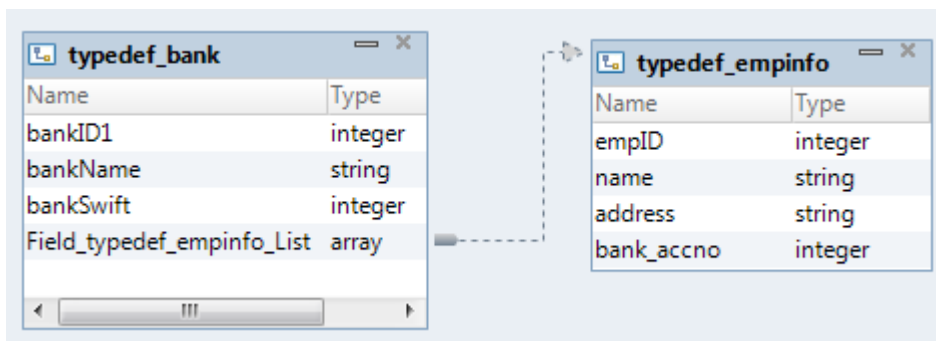 typedef_bank
Name Type
bankID1 integer
bankName string
bankSwift integer
Field_typedef_empinfo_List array
typedef_empinfo
Name Type
empID integer
name string
address string
bank_accno integer